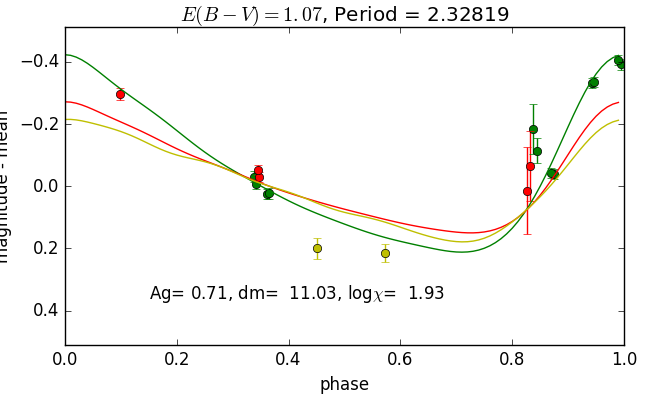 E(B − V) = 1.07, Period = 2.32819
magnitude - mean
−0.4
−0.2
0.0
0.2
0.4
Ag= 0.71, dm=  11.03, logχ=  1.93
0.0 0.2 0.4 0.6 0.8 1.0
phase